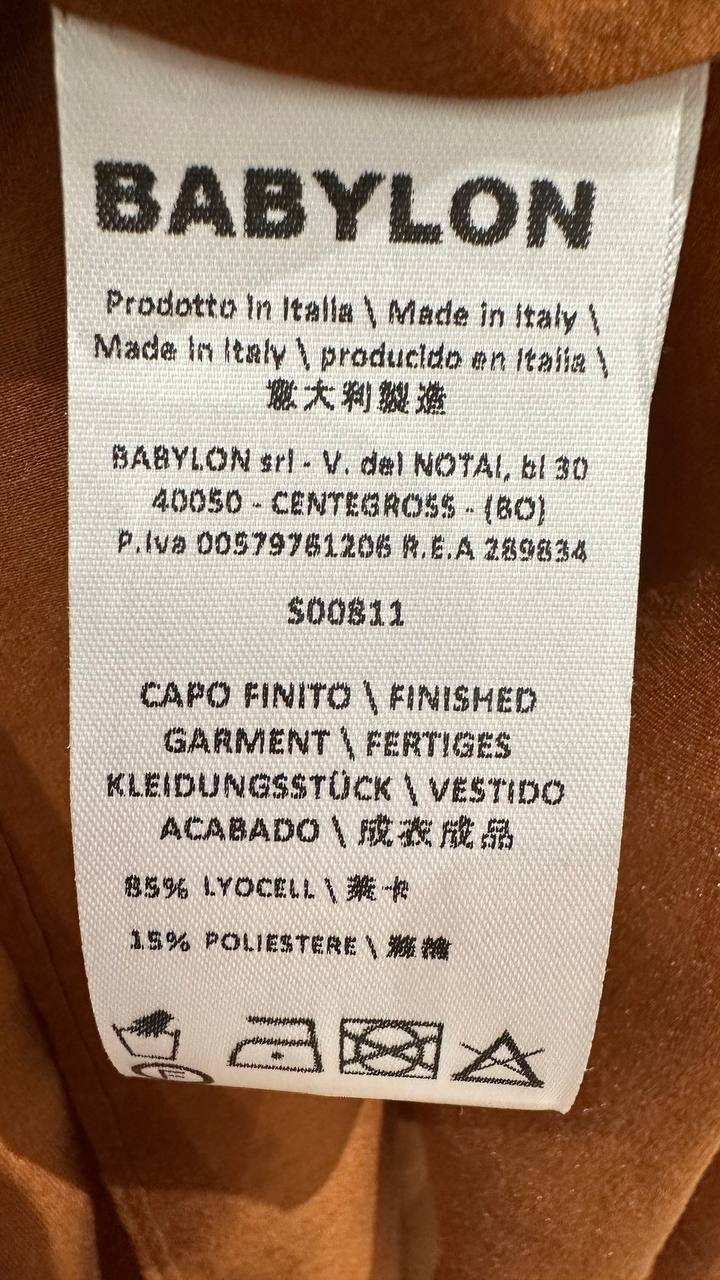 BABYLON
Prodotto in Italia \ Made in Italy \
Made in Italy \ producido en Italia \
意大利製造
BABYLON srl - V. del NOTAI, bl 30
40050 - CENTEGROSS - (BO)
P.Iva 00579761206 R.E.A 289834
S00811
CAPO FINITO \ FINISHED
GARMENT \ FERTIGES
KLEIDUNGSSTÜCK \ VESTIDO
ACABADO \ 成衣成品
85% LYOCELL \ 莱卡
15% POLIESTERE \